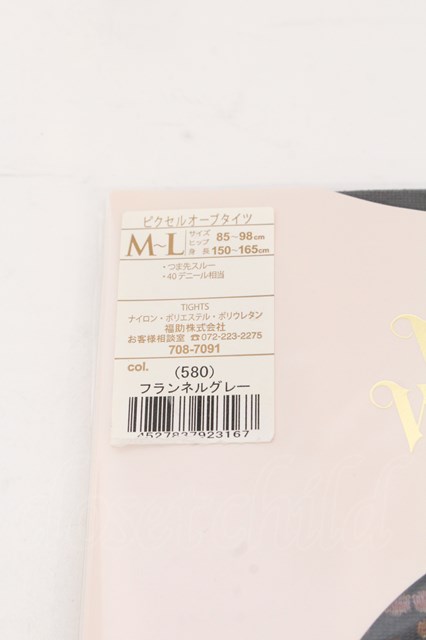 ピクセルオーブタイツ
M~L サイズ ヒップ 85~98cm
身長 150~165cm
・つま先スルー
・40デニール相当
TIGHTS
ナイロン・ポリエステル・ポリウレタン
福助株式会社
お客様相談室 ☎072-223-2275
708-7091
col. (580)
フランネルグレー
4527837923167
V
W
closetchild